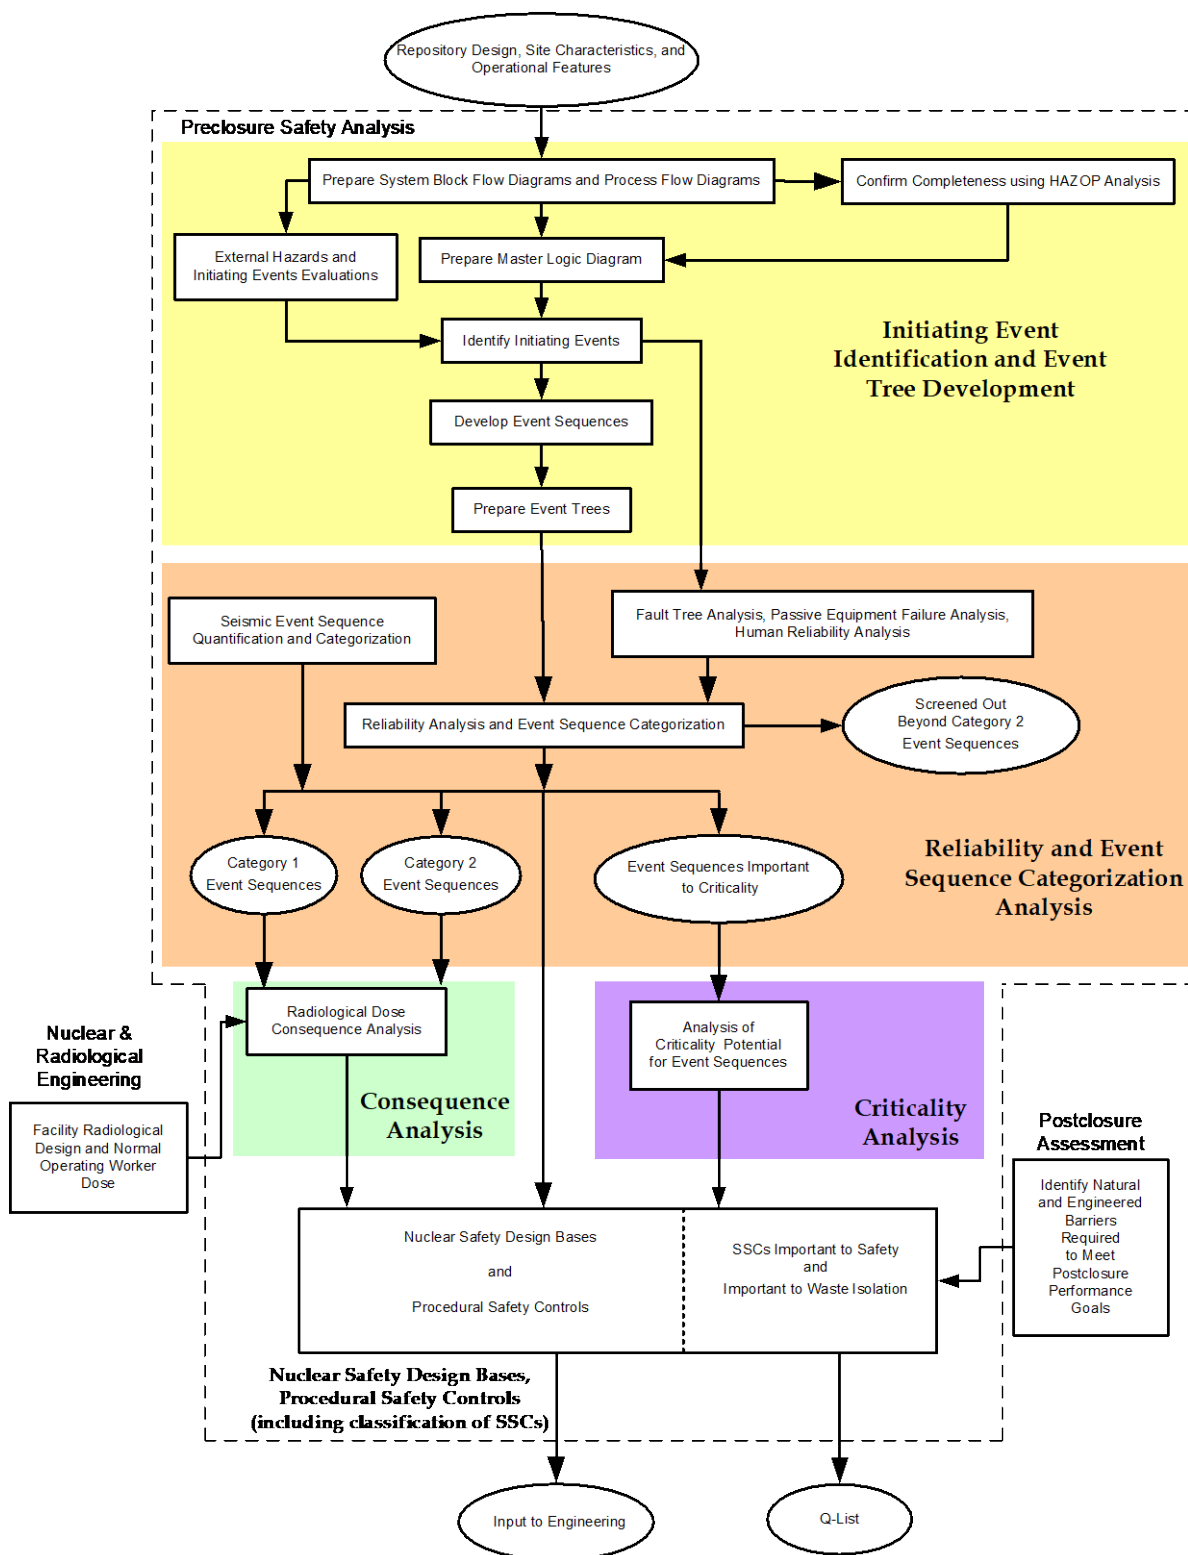 Repository Design, Site Characteristics, and
Operational Features
Preclosure Safety Analysis
Prepare System Block Flow Diagrams and Process Flow Diagrams
Confirm Completeness using HAZOP Analysis
External Hazards and
Initiating Events Evaluations
Prepare Master Logic Diagram
Identify Initiating Events
Initiating Event
Identification and Event
Tree Development
Develop Event Sequences
Prepare Event Trees
Seismic Event Sequence
Quantification and Categorization
Fault Tree Analysis, Passive Equipment Failure Analysis,
Human Reliability Analysis
Reliability Analysis and Event Sequence Categorization
Screened Out
Beyond Category 2
Event Sequences
Category 1
Event Sequences
Category 2
Event Sequences
Event Sequences Important
to Criticality
Reliability and Event
Sequence Categorization
Analysis
Radiological Dose
Consequence Analysis
Analysis of
Criticality Potential
for Event Sequences
Nuclear &
Radiological
Engineering
Consequence
Analysis
Criticality
Analysis
Facility Radiological
Design and Normal
Operating Worker
Dose
Postclosure
Assessment
Identify Natural
and Engineered
Barriers
Required
to Meet
Postclosure
Performance
Goals
Nuclear Safety Design Bases
and
Procedural Safety Controls
SSCs Important to Safety
and
Important to Waste Isolation
Nuclear Safety Design Bases,
Procedural Safety Controls
(including classification of SSCs)
Input to Engineering
Q-List